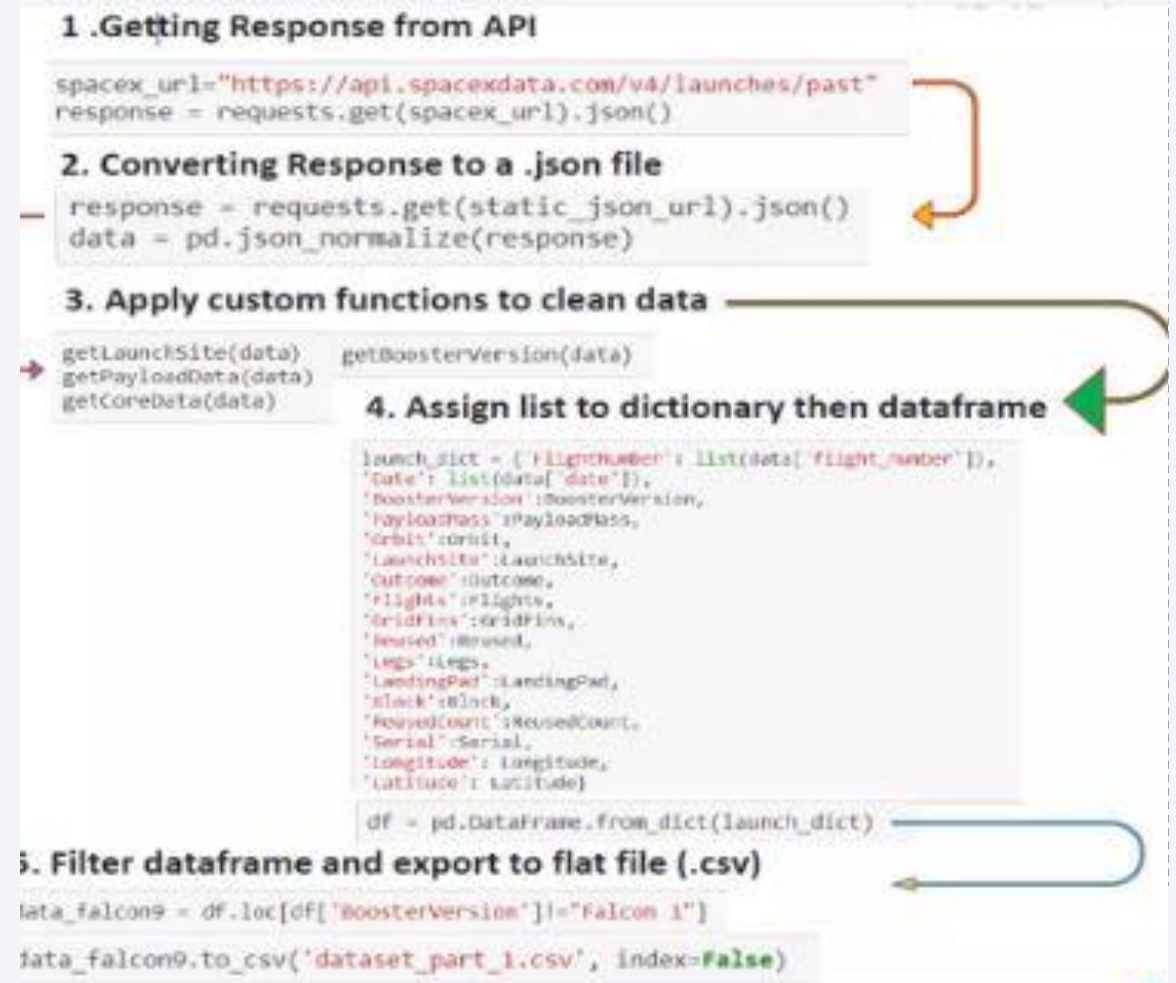 1 .Getting Response from API
spacex_url="https://api.spacexdata.com/v4/launches/past"
response = requests.get(spacex_url).json()
2. Converting Response to a .json file
response = requests.get(static_json_url).json()
data = pd.json_normalize(response)
3. Apply custom functions to clean data
getLaunchSite(data)
getPayloadData(data)
getCoreData(data)
getBoosterVersion(data)
4. Assign list to dictionary then dataframe
launch_dict = {'FlightNumber': list(data['flight_number']),
'Date': list(data['date']),
'BoosterVersion':BoosterVersion,
'PayloadMass':PayloadMass,
'Orbit':Orbit,
'LaunchSite':LaunchSite,
'Outcome':Outcome,
'Flights':Flights,
'GridFins':GridFins,
'Reused':Reused,
'Legs':Legs,
'LandingPad':LandingPad,
'Block':Block,
'ReusedCount':ReusedCount,
'Serial':Serial,
'Longitude': Longitude,
'Latitude': Latitude}
df = pd.DataFrame.from_dict(launch_dict)
5. Filter dataframe and export to flat file (.csv)
data_falcon9 = df.loc[df['BoosterVersion']!="Falcon 1"]
data_falcon9.to_csv('dataset_part_1.csv', index=False)